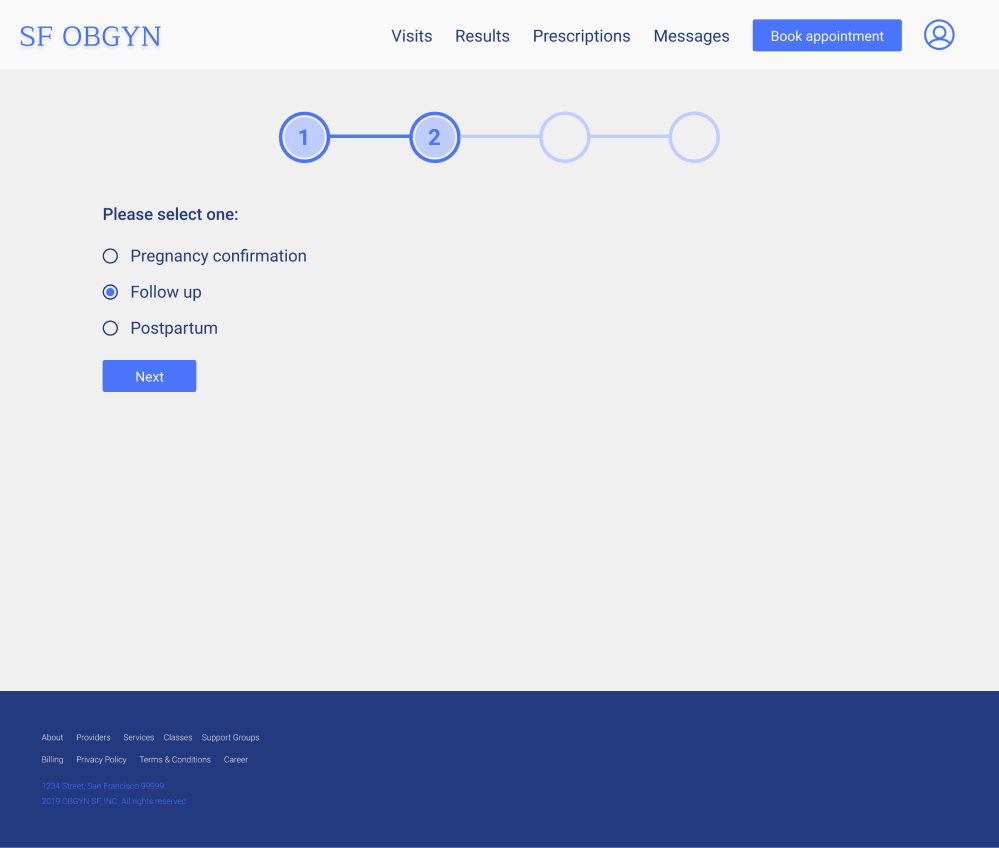 SF OBGYN
Visits Results Prescriptions Messages Book appointment
1 2
Please select one:
Pregnancy confirmation
Follow up
Postpartum
Next
About Providers Services Classes Support Groups
Billing Privacy Policy Terms & Conditions Career
1234 Street, San Francisco 99999
2019 OBGYN SF, INC. All rights reserved